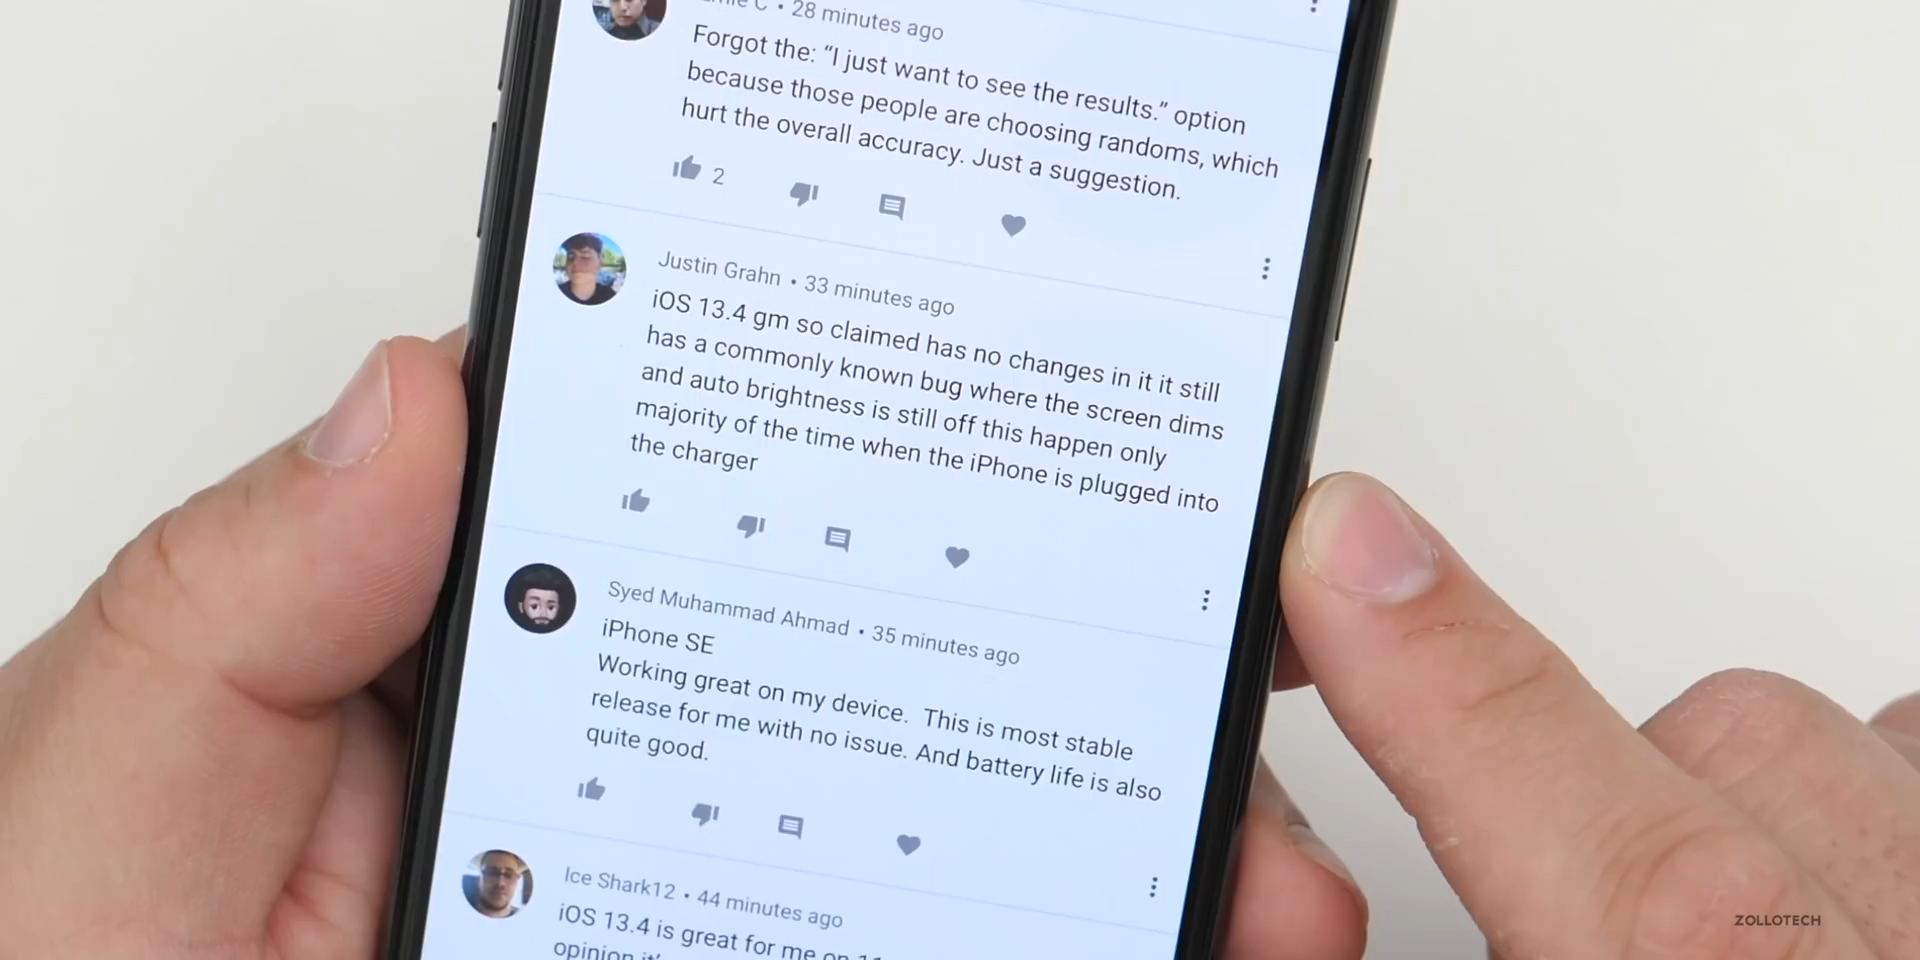 C • 28 minutes ago
Forgot the: “I just want to see the results.” option
because those people are choosing randoms, which
hurt the overall accuracy. Just a suggestion.
2
Justin Grahn • 33 minutes ago
iOS 13.4 gm so claimed has no changes in it it still
has a commonly known bug where the screen dims
and auto brightness is still off this happen only
majority of the time when the iPhone is plugged into
the charger
Syed Muhammad Ahmad • 35 minutes ago
iPhone SE
Working great on my device. This is most stable
release for me with no issue. And battery life is also
quite good.
Ice Shark12 • 44 minutes ago
iOS 13.4 is great for me on
opinion
ZOLLOTECH